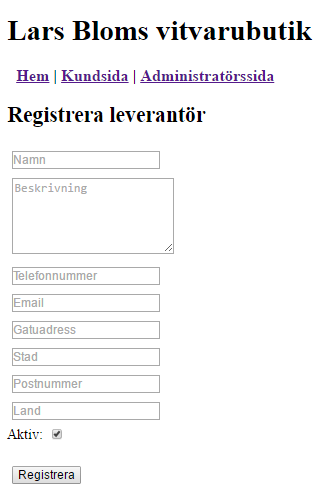 Lars Bloms vitvarubutik
Hem | Kundsida | Administratörssida
Registrera leverantör
Namn
Beskrivning
Telefonnummer
Email
Gatuadress
Stad
Postnummer
Land
Aktiv:
Registrera